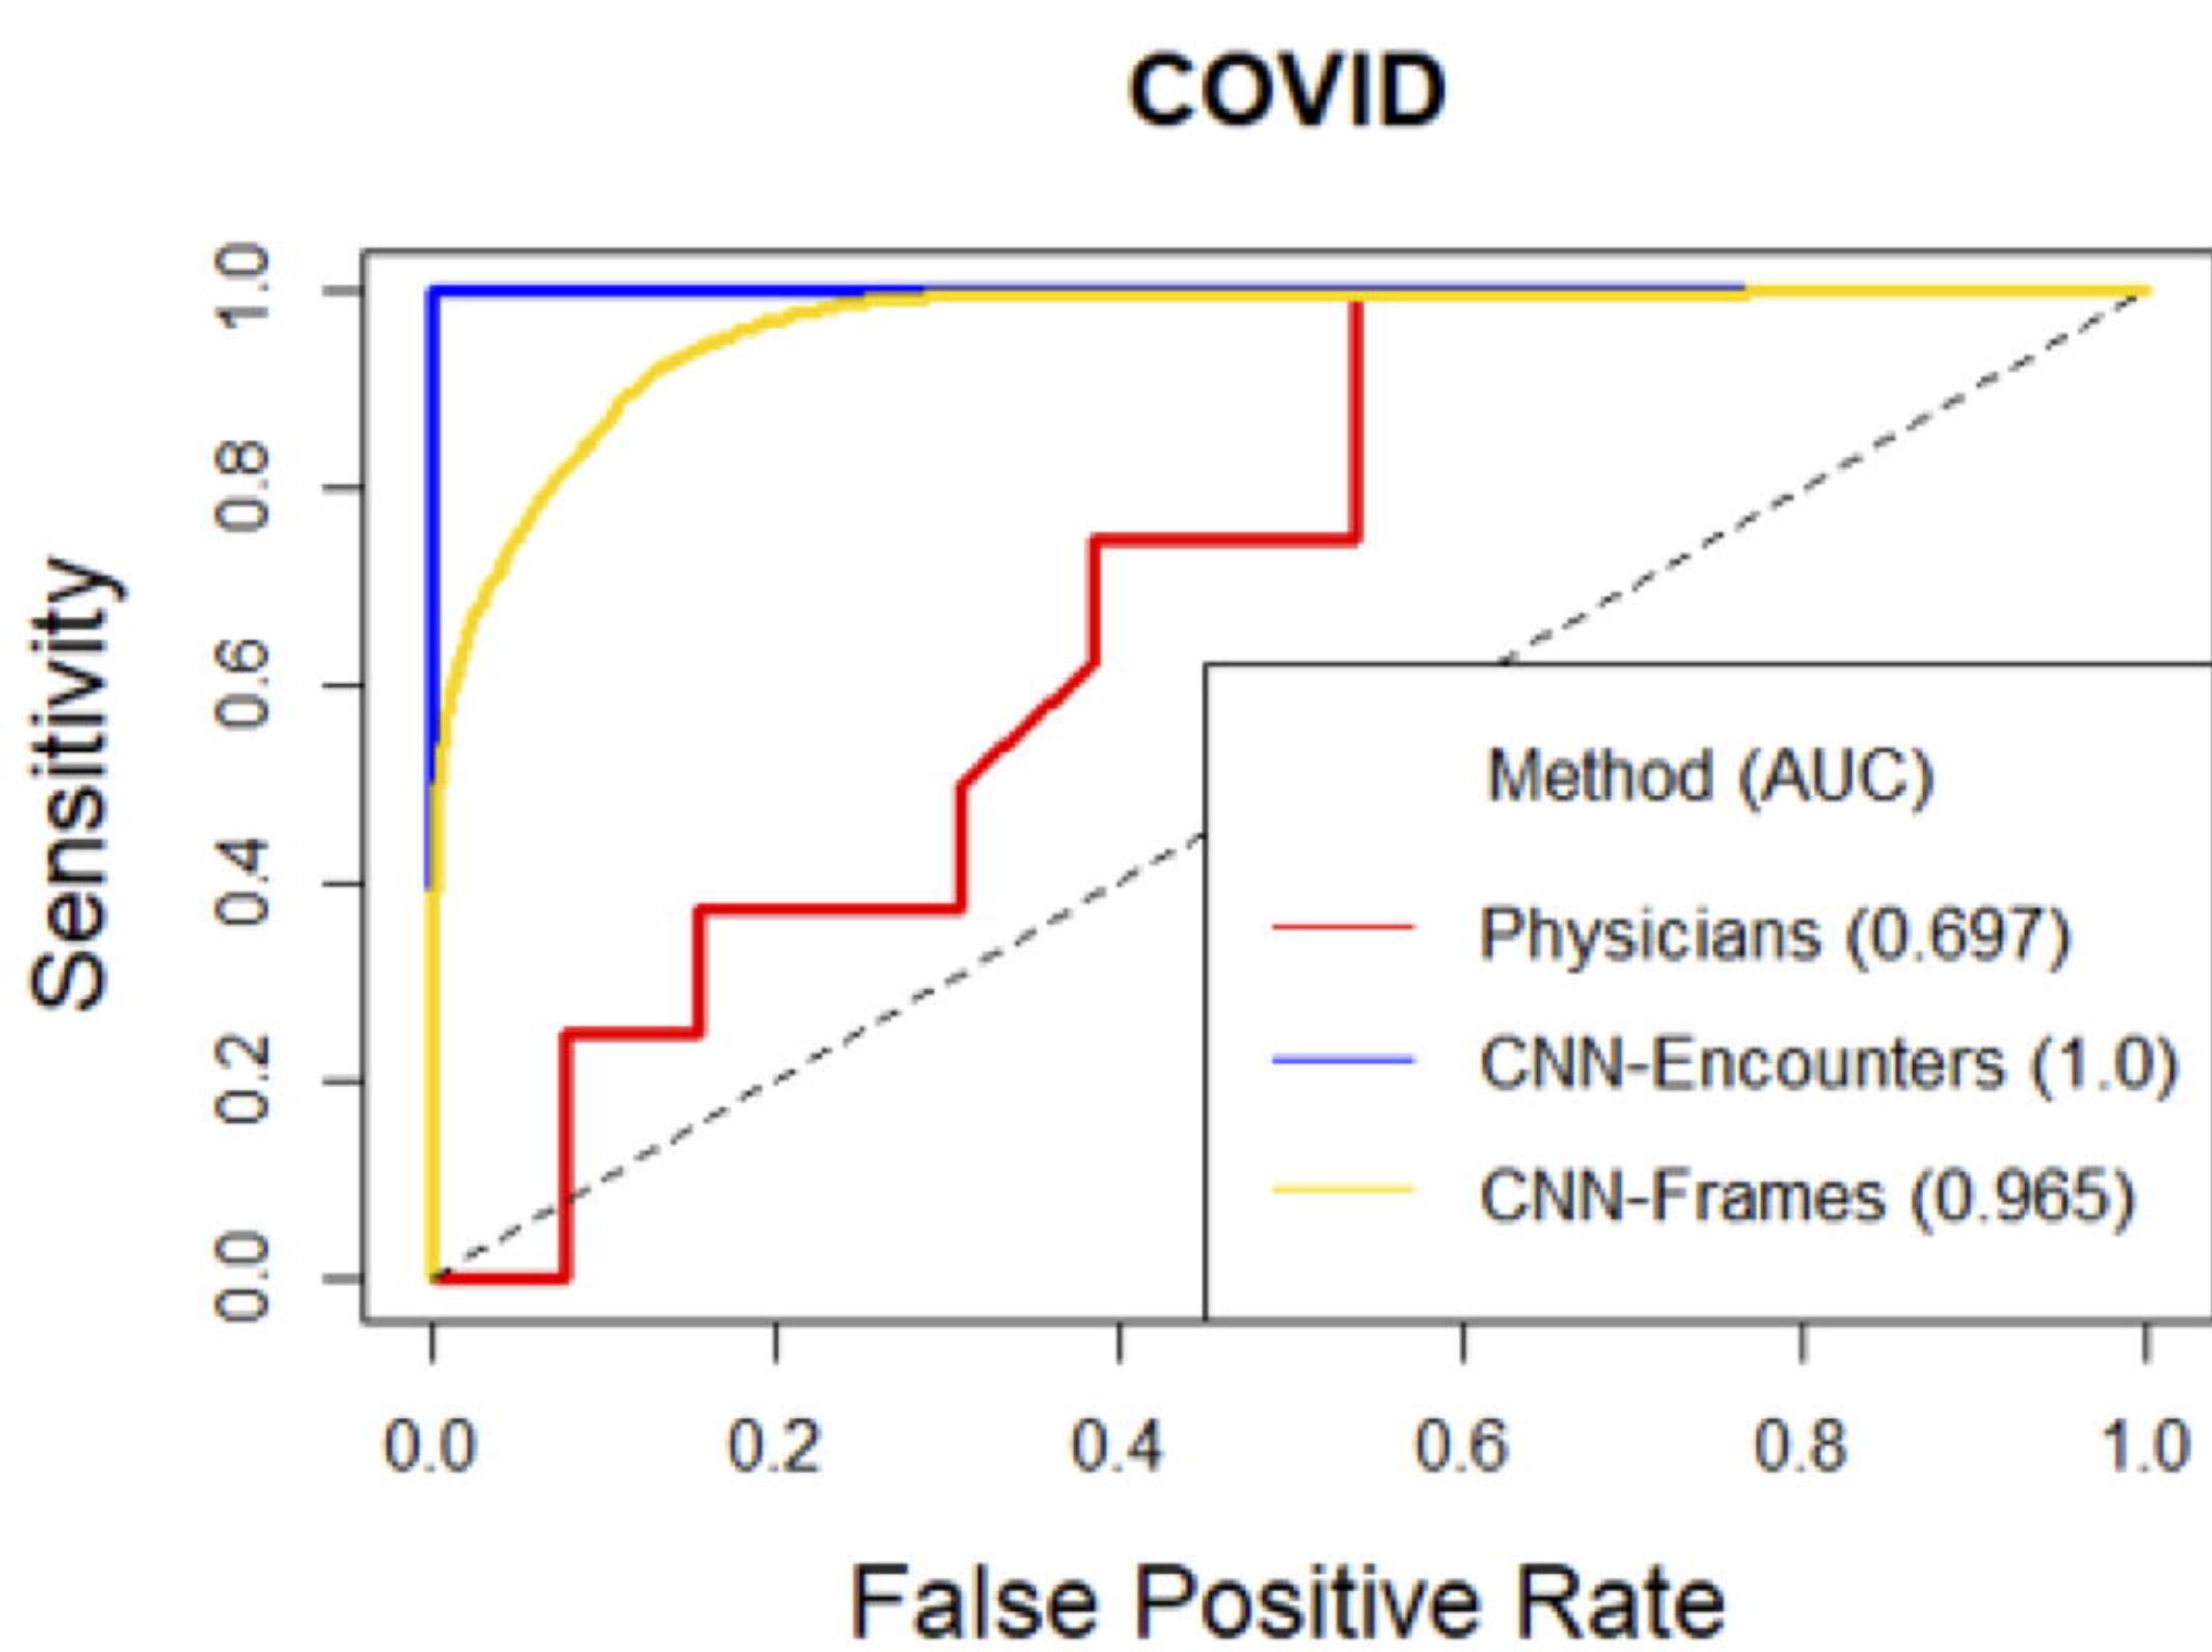 COVID
Sensitivity
1.0
0.8
0.6
0.4
0.2
0.0
Method (AUC)
Physicians (0.697)
CNN-Encounters (1.0)
CNN-Frames (0.965)
0.0 0.2 0.4 0.6 0.8 1.0
False Positive Rate